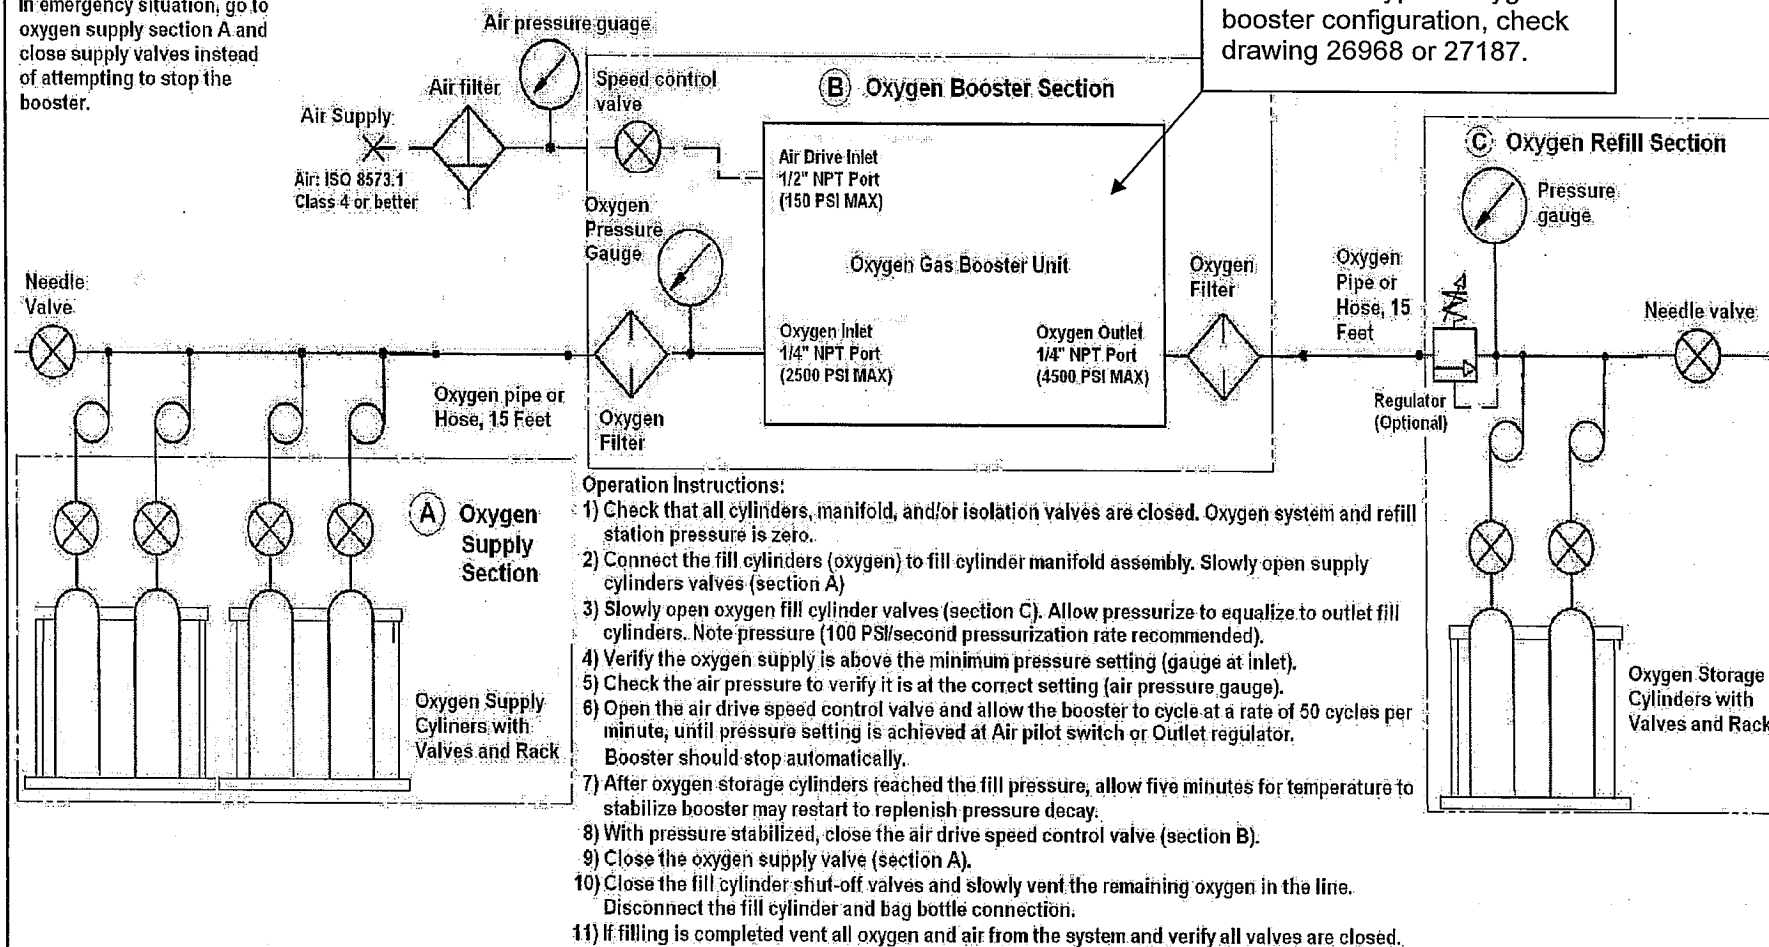 in emergency situation, go to
oxygen supply section A and
close supply valves instead
of attempting to stop the
booster.
Air pressure guage
booster configuration, check
drawing 26968 or 27187.
Air filter
Speed control
valve
B Oxygen Booster Section
Air Supply
Air: ISO 8573.1
Class 4 or better
Air Drive Inlet
1/2" NPT Port
(150 PSI MAX)
C Oxygen Refill Section
Pressure
gauge
Oxygen
Pressure
Gauge
Oxygen Gas Booster Unit
Oxygen
Filter
Oxygen
Pipe or
Hose, 15
Feet
Needle
Valve
Needle valve
Oxygen Inlet
1/4" NPT Port
(2500 PSI MAX)
Oxygen Outlet
1/4" NPT Port
(4500 PSI MAX)
Oxygen pipe or
Hose, 15 Feet
Oxygen
Filter
Regulator
(Optional)
A Oxygen
Supply
Section
Oxygen Supply
Cyliners with
Valves and Rack
Operation Instructions:
1) Check that all cylinders, manifold, and/or isolation valves are closed. Oxygen system and refill
station pressure is zero.
2) Connect the fill cylinders (oxygen) to fill cylinder manifold assembly. Slowly open supply
cylinders valves (section A)
3) Slowly open oxygen fill cylinder valves (section C). Allow pressurize to equalize to outlet fill
cylinders. Note pressure (100 PSI/second pressurization rate recommended).
4) Verify the oxygen supply is above the minimum pressure setting (gauge at inlet).
5) Check the air pressure to verify it is at the correct setting (air pressure gauge).
6) Open the air drive speed control valve and allow the booster to cycle at a rate of 50 cycles per
minute, until pressure setting is achieved at Air pilot switch or Outlet regulator.
Booster should stop automatically.
7) After oxygen storage cylinders reached the fill pressure, allow five minutes for temperature to
stabilize booster may restart to replenish pressure decay.
8) With pressure stabilized, close the air drive speed control valve (section B).
9) Close the oxygen supply valve (section A).
10) Close the fill cylinder shut-off valves and slowly vent the remaining oxygen in the line.
Disconnect the fill cylinder and bag bottle connection.
11) If filling is completed vent all oxygen and air from the system and verify all valves are closed.
Oxygen Storage
Cylinders with
Valves and Rack